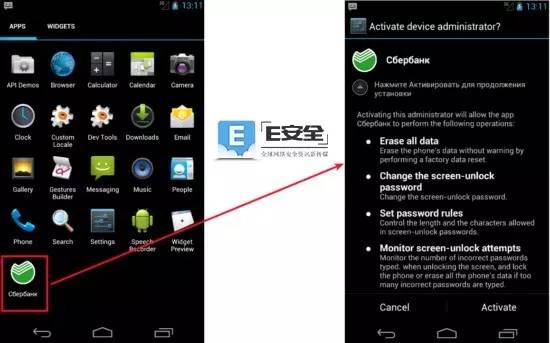 13:11
APPS
WIDGETS
API Demos
Browser
Calculator
Calendar
Camera
Clock
Custom
Locale
Dev Tools
Downloads
Email
Gallery
Gestures
Builder
Messaging
Music
People
Phone
Search
Settings
Speech
Recorder
Widget
Preview
Сбербанк
E安全
全球网络安全资讯新传媒
13:11
Activate device administrator?
Сбербанк
Нажмите Активировать для продолжения
установки
Activating this administrator will allow the app
Сбербанк to perform the following operations:
• Erase all data
Erase the phone's data without warning by
performing a factory data reset.
• Change the screen-unlock
password
Change the screen-unlock password.
• Set password rules
Control the length and the characters allowed
in screen-unlock passwords.
• Monitor screen-unlock attempts
Monitor the number of incorrect passwords
typed. when unlocking the screen, and lock
the phone or erase all the phone's data if too
many incorrect passwords are typed.
Cancel
Activate